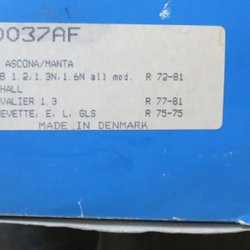 0037AF
ASCONA/MANTA
B 1.2,1.3N,1.6N all mod. R 72-81
HALL
VALIER 1.3 R 77-81
EVETTE, E, L, GLS R 75-75
MADE IN DENMARK